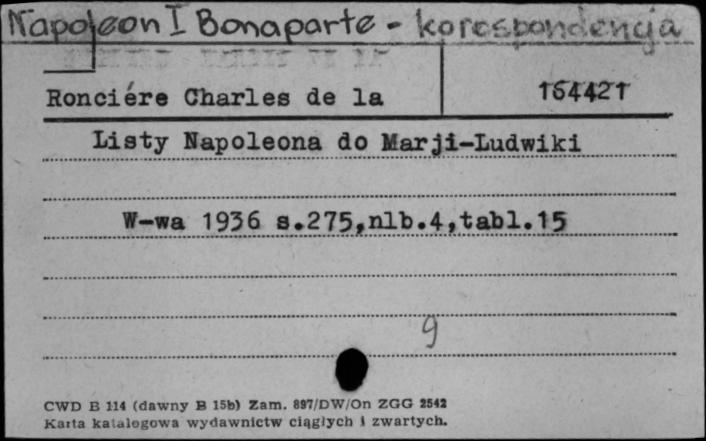 Napoleon I Bonaparte - korespondencja
Ronciére Charles de la
164421
Listy Napoleona do Marji-Ludwiki
W-wa 1936 s.275,nlb.4,tabl.15
9
CWD B 114 (dawny B 15b) Zam. 897/DW/On ZGG 2542
Karta katalogowa wydawnictw ciągłych i zwartych.